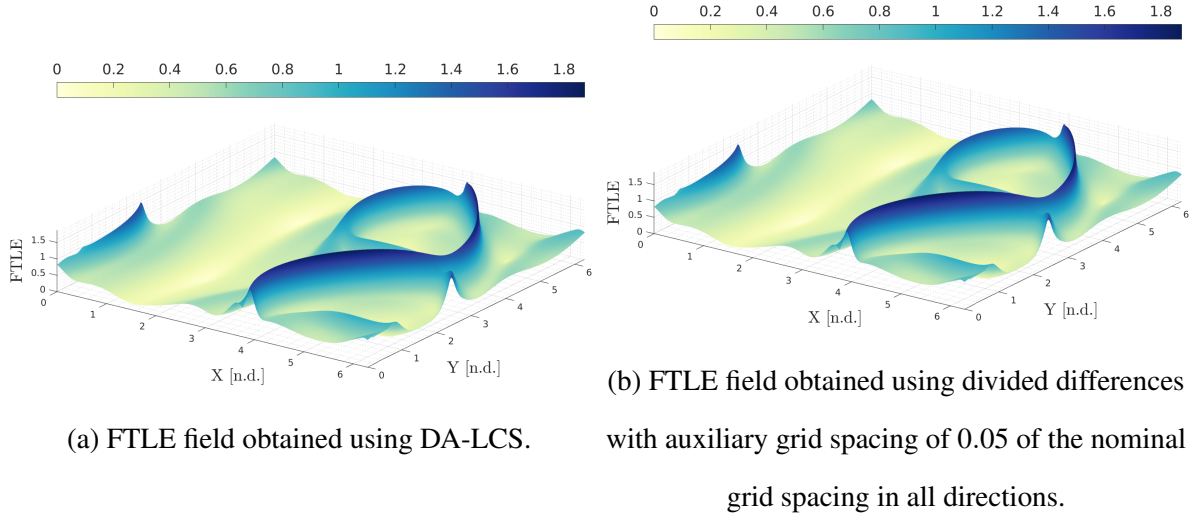 0 0.2 0.4 0.6 0.8 1 1.2 1.4 1.6 1.8
FTLE
1.5
1
0.5
0
0 1 2 3 4 5 6
X [n.d.]
0 1 2 3 4 5 6
Y [n.d.]
(a) FTLE field obtained using DA-LCS.
0 0.2 0.4 0.6 0.8 1 1.2 1.4 1.6 1.8
FTLE
1.5
1
0.5
0
0 1 2 3 4 5 6
X [n.d.]
0 1 2 3 4 5 6
Y [n.d.]
(b) FTLE field obtained using divided differences
with auxiliary grid spacing of 0.05 of the nominal
grid spacing in all directions.